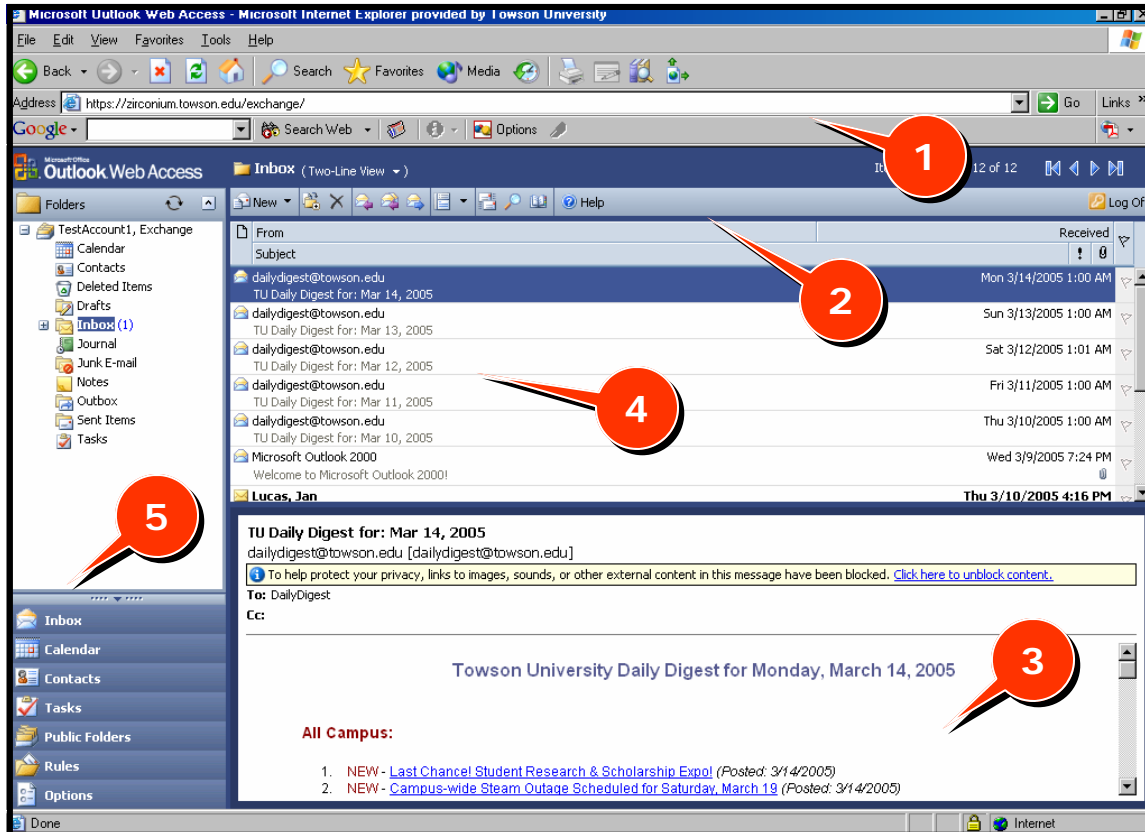 Microsoft Outlook Web Access - Microsoft Internet Explorer provided by Towson University
File Edit View Favorites Tools Help
Back Search Favorites Media
Address https://zirconium.towson.edu/exchange/ Go Links »
Google Search Web Options
1
Microsoft Office
Outlook Web Access
Inbox (Two-Line View)
12 of 12
Folders
New Help
From Received
Subject
2
TestAccount1, Exchange
Calendar
Contacts
Deleted Items
Drafts
Inbox (1)
Journal
Junk E-mail
Notes
Outbox
Sent Items
Tasks
dailydigest@towson.edu Mon 3/14/2005 1:00 AM
TU Daily Digest for: Mar 14, 2005
dailydigest@towson.edu Sun 3/13/2005 1:00 AM
TU Daily Digest for: Mar 13, 2005
dailydigest@towson.edu Sat 3/12/2005 1:01 AM
TU Daily Digest for: Mar 12, 2005
dailydigest@towson.edu Fri 3/11/2005 1:00 AM
TU Daily Digest for: Mar 11, 2005
4
dailydigest@towson.edu Thu 3/10/2005 1:00 AM
TU Daily Digest for: Mar 10, 2005
Microsoft Outlook 2000 Wed 3/9/2005 7:24 PM
Welcome to Microsoft Outlook 2000!
Lucas, Jan Thu 3/10/2005 4:16 PM
5
Inbox
Calendar
Contacts
Tasks
Public Folders
Rules
Options
TU Daily Digest for: Mar 14, 2005
dailydigest@towson.edu [dailydigest@towson.edu]
To help protect your privacy, links to images, sounds, or other external content in this message have been blocked. Click here to unblock content.
To: DailyDigest
Cc:
3
Towson University Daily Digest for Monday, March 14, 2005
All Campus:
1. NEW - Last Chance! Student Research & Scholarship Expo! (Posted: 3/14/2005)
2. NEW - Campus-wide Steam Outage Scheduled for Saturday, March 19 (Posted: 3/14/2005)
Done Internet